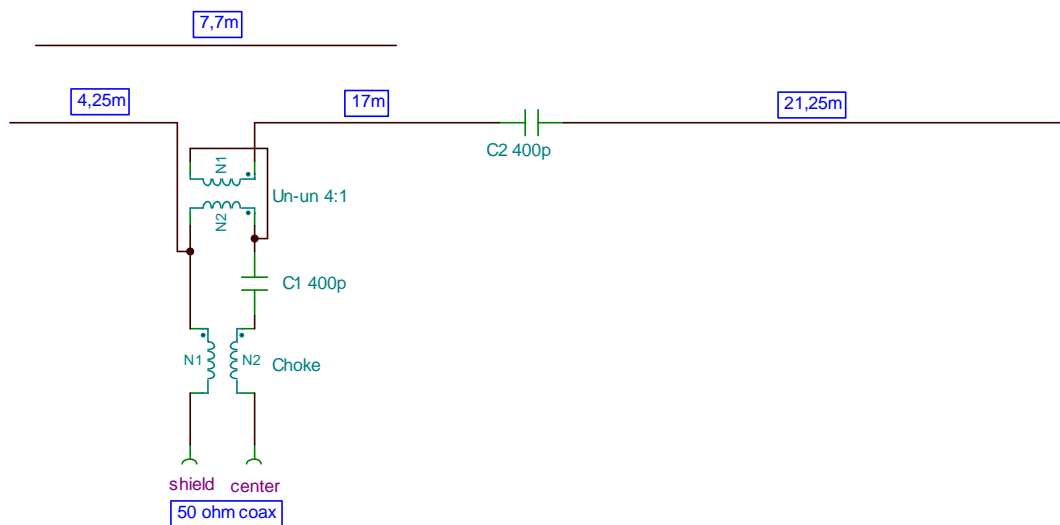 7,7m
4,25m
17m
21,25m
C2 400p
N1
Un-un 4:1
N2
C1 400p
N1
N2
Choke
shield
center
50 ohm coax